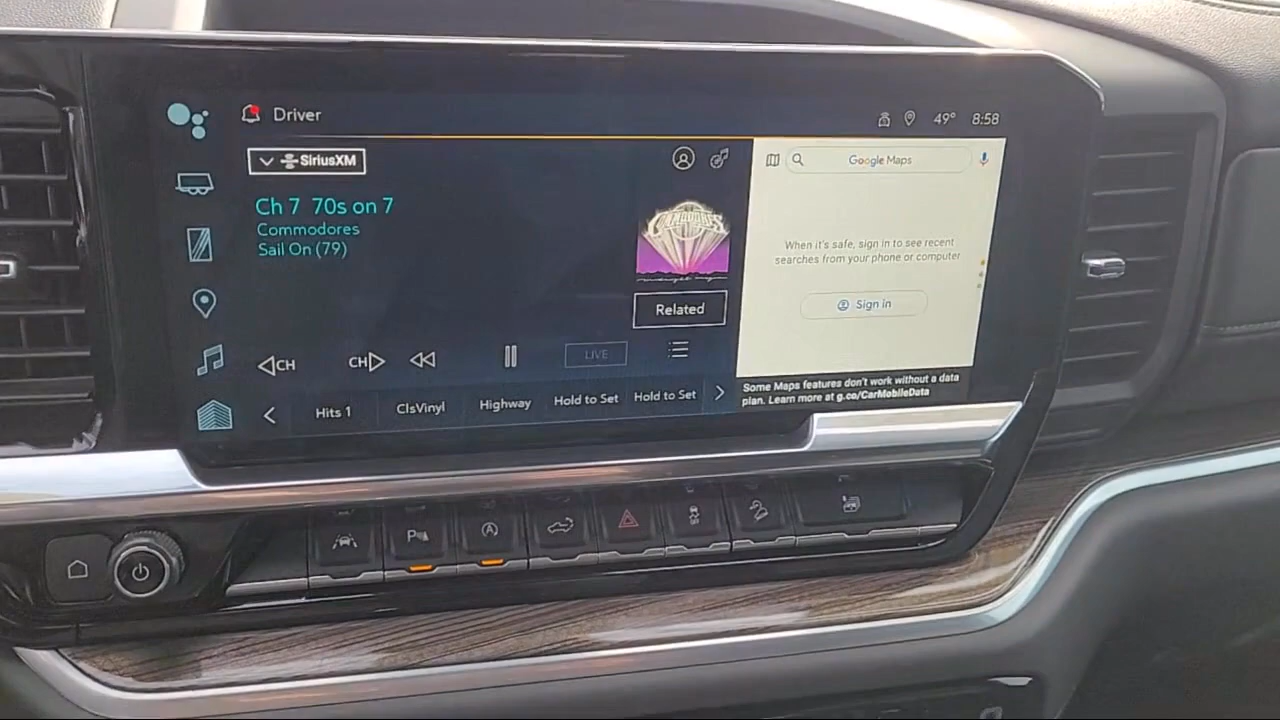 Driver
49° 8:58
SiriusXM
Google Maps
Ch 7 70s on 7
Commodores
Sail On (79)
COMMODORES
When it's safe, sign in to see recent
searches from your phone or computer
Related
Sign in
CH
CH
LIVE
Hits 1
ClsVinyl
Highway
Hold to Set
Hold to Set
Some Maps features don't work without a data
plan. Learn more at g.co/CarMobileData
P
A
OFF